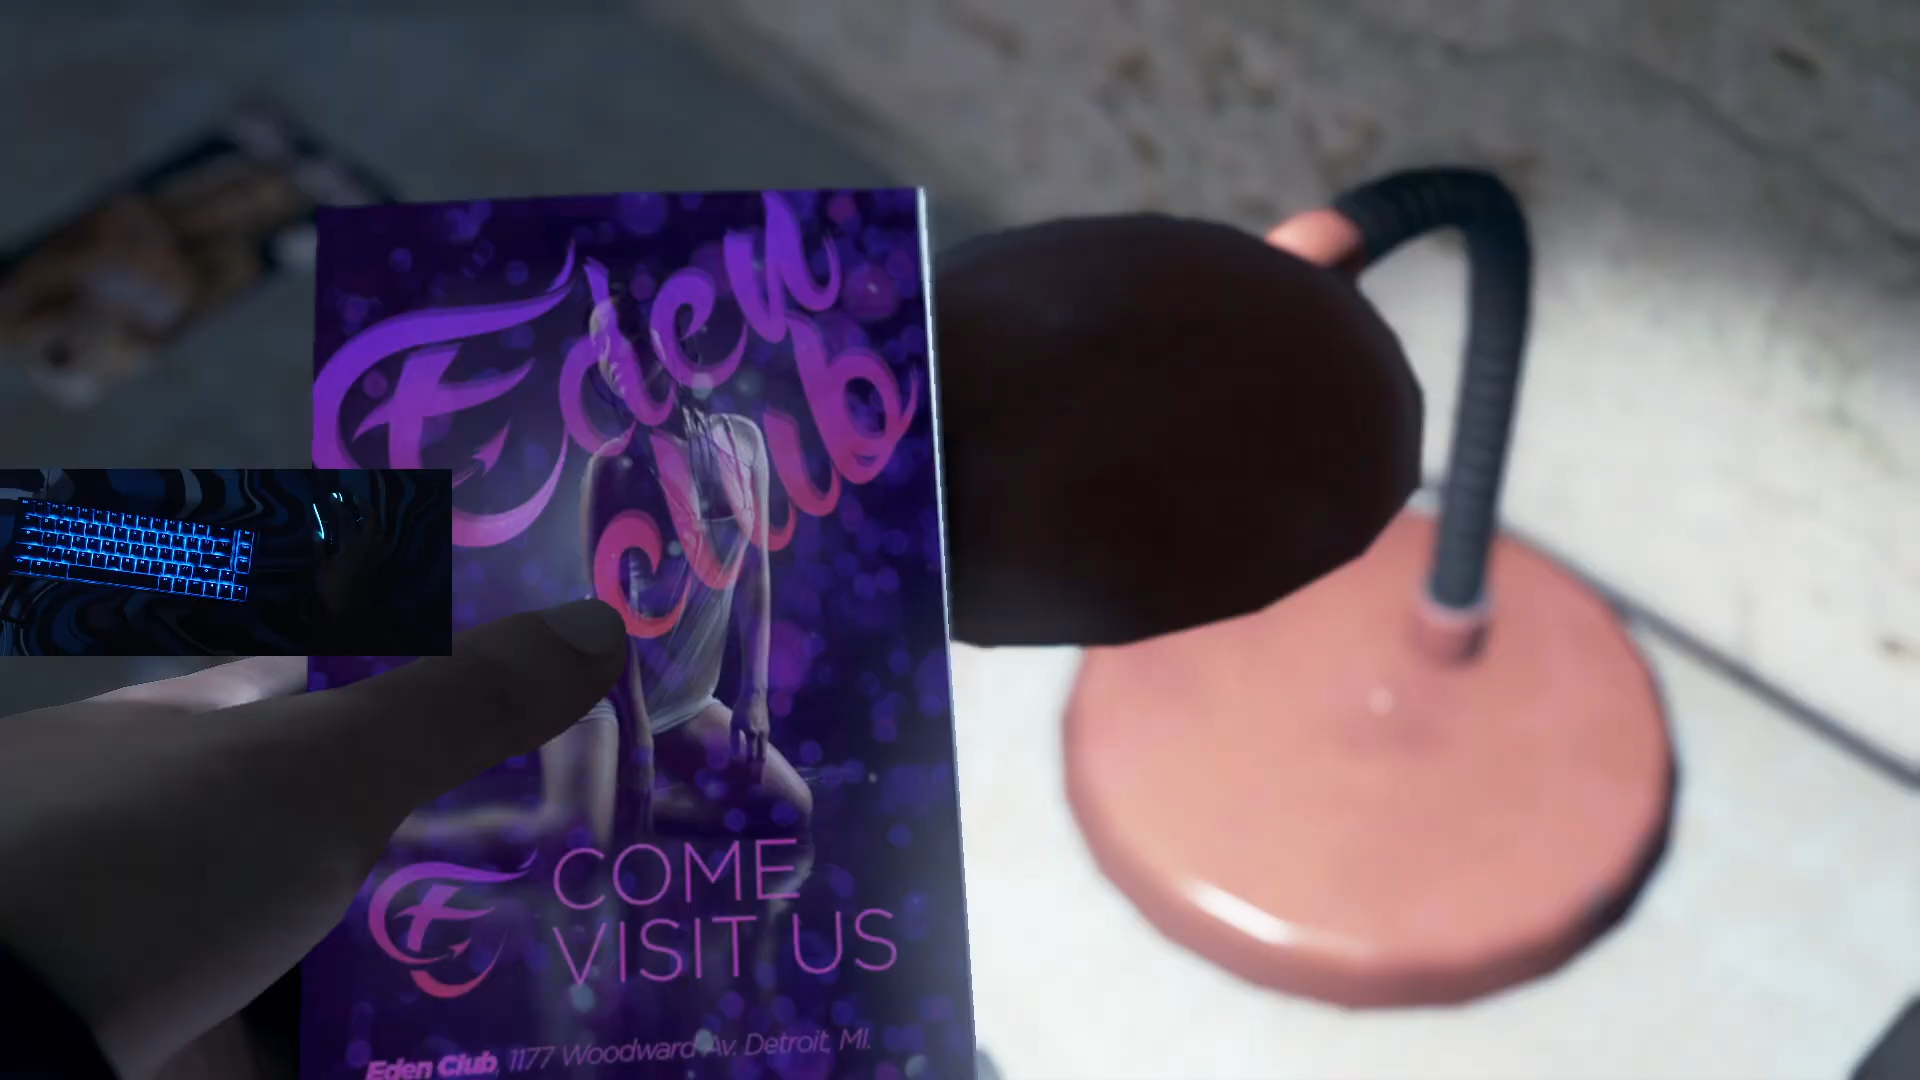 Eden
Club
COME
VISIT US
Eden Club, 1177 Woodward Av. Detroit, MI.